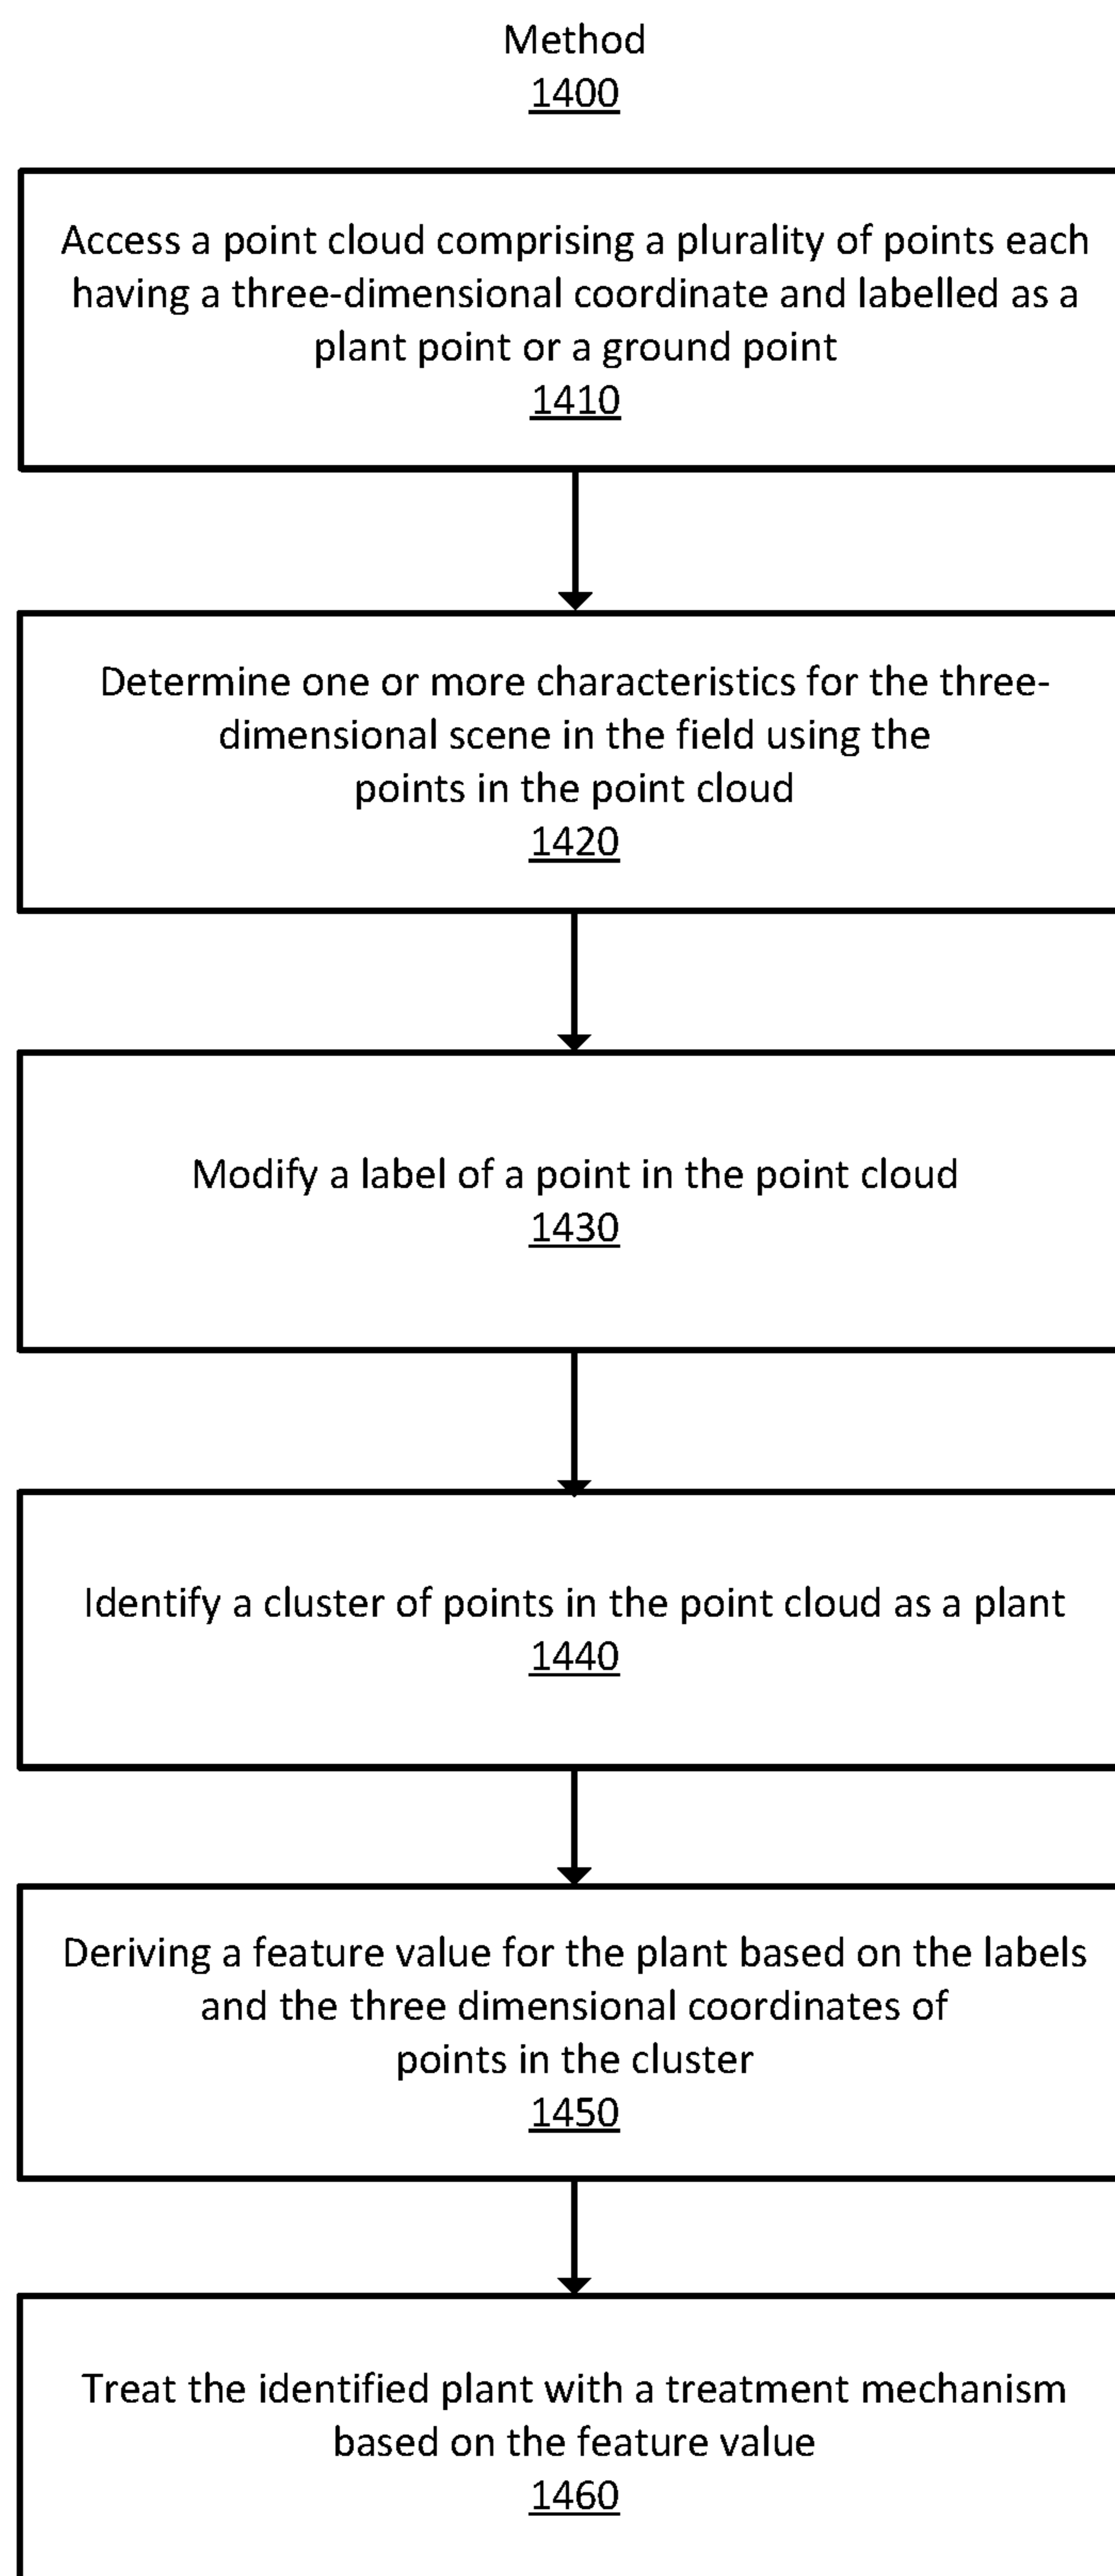 Method
1400
Access a point cloud comprising a plurality of points each
having a three-dimensional coordinate and labelled as a
plant point or a ground point
1410
Determine one or more characteristics for the three-
dimensional scene in the field using the
points in the point cloud
1420
Modify a label of a point in the point cloud
1430
Identify a cluster of points in the point cloud as a plant
1440
Deriving a feature value for the plant based on the labels
and the three dimensional coordinates of
points in the cluster
1450
Treat the identified plant with a treatment mechanism
based on the feature value
1460